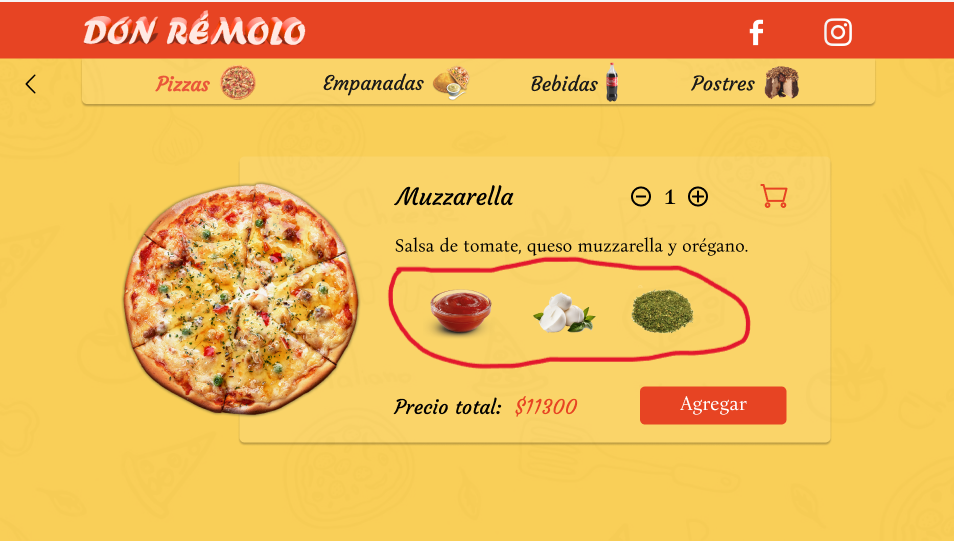 DON RÉMOLO
Pizzas Empanadas Bebidas Postres
Muzzarella 1
Salsa de tomate, queso muzzarella y orégano.
Precio total: $11300 Agregar